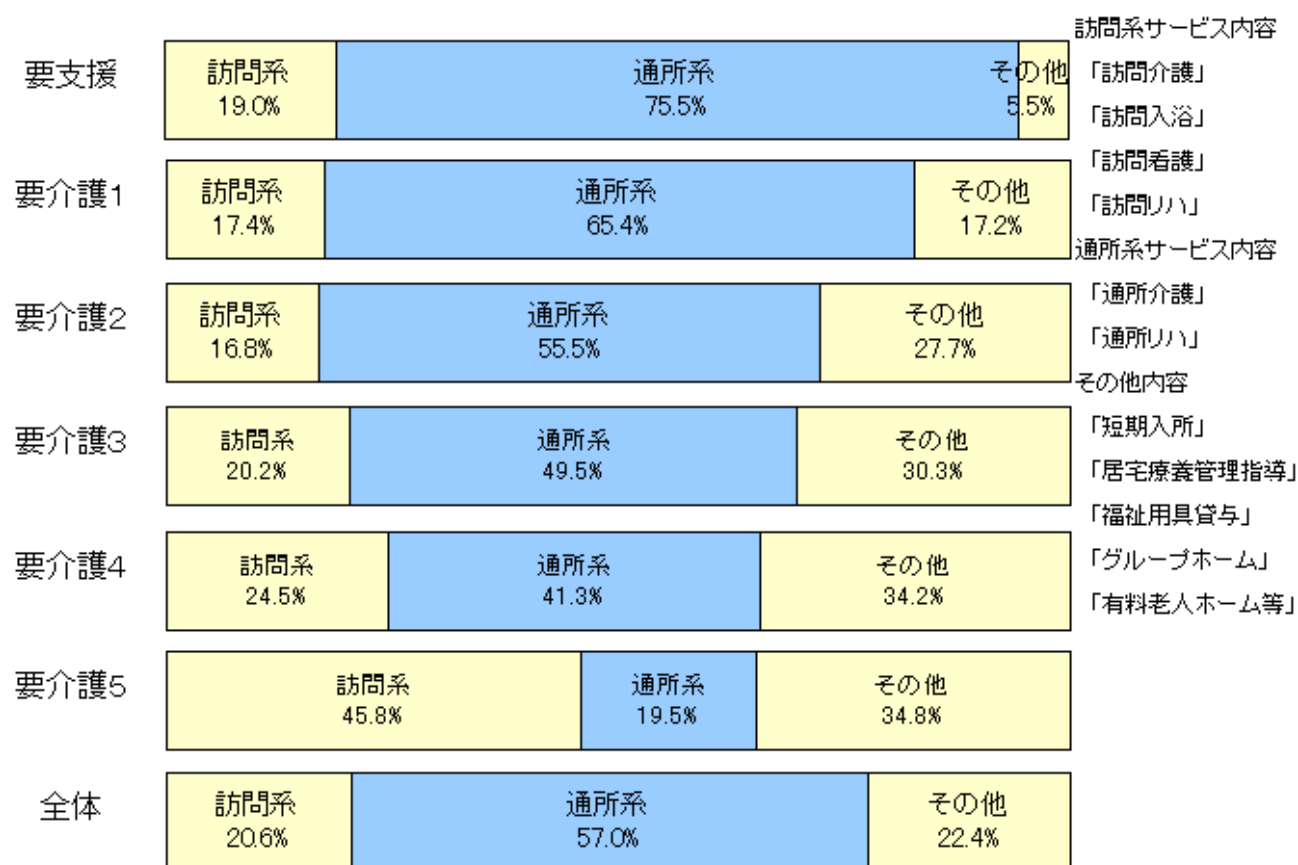 訪問系サービス内容
要支援
訪問系
19.0%
通所系
75.5%
その他
5.5%
「訪問介護」
「訪問入浴」
「訪問看護」
「訪問リハ」
要介護1
訪問系
17.4%
通所系
65.4%
その他
17.2%
通所系サービス内容
「通所介護」
「通所リハ」
要介護2
訪問系
16.8%
通所系
55.5%
その他
27.7%
その他内容
「短期入所」
「居宅療養管理指導」
「福祉用具貸与」
「グループホーム」
「有料老人ホーム等」
要介護3
訪問系
20.2%
通所系
49.5%
その他
30.3%
要介護4
訪問系
24.5%
通所系
41.3%
その他
34.2%
要介護5
訪問系
45.8%
通所系
19.5%
その他
34.8%
全体
訪問系
20.6%
通所系
57.0%
その他
22.4%